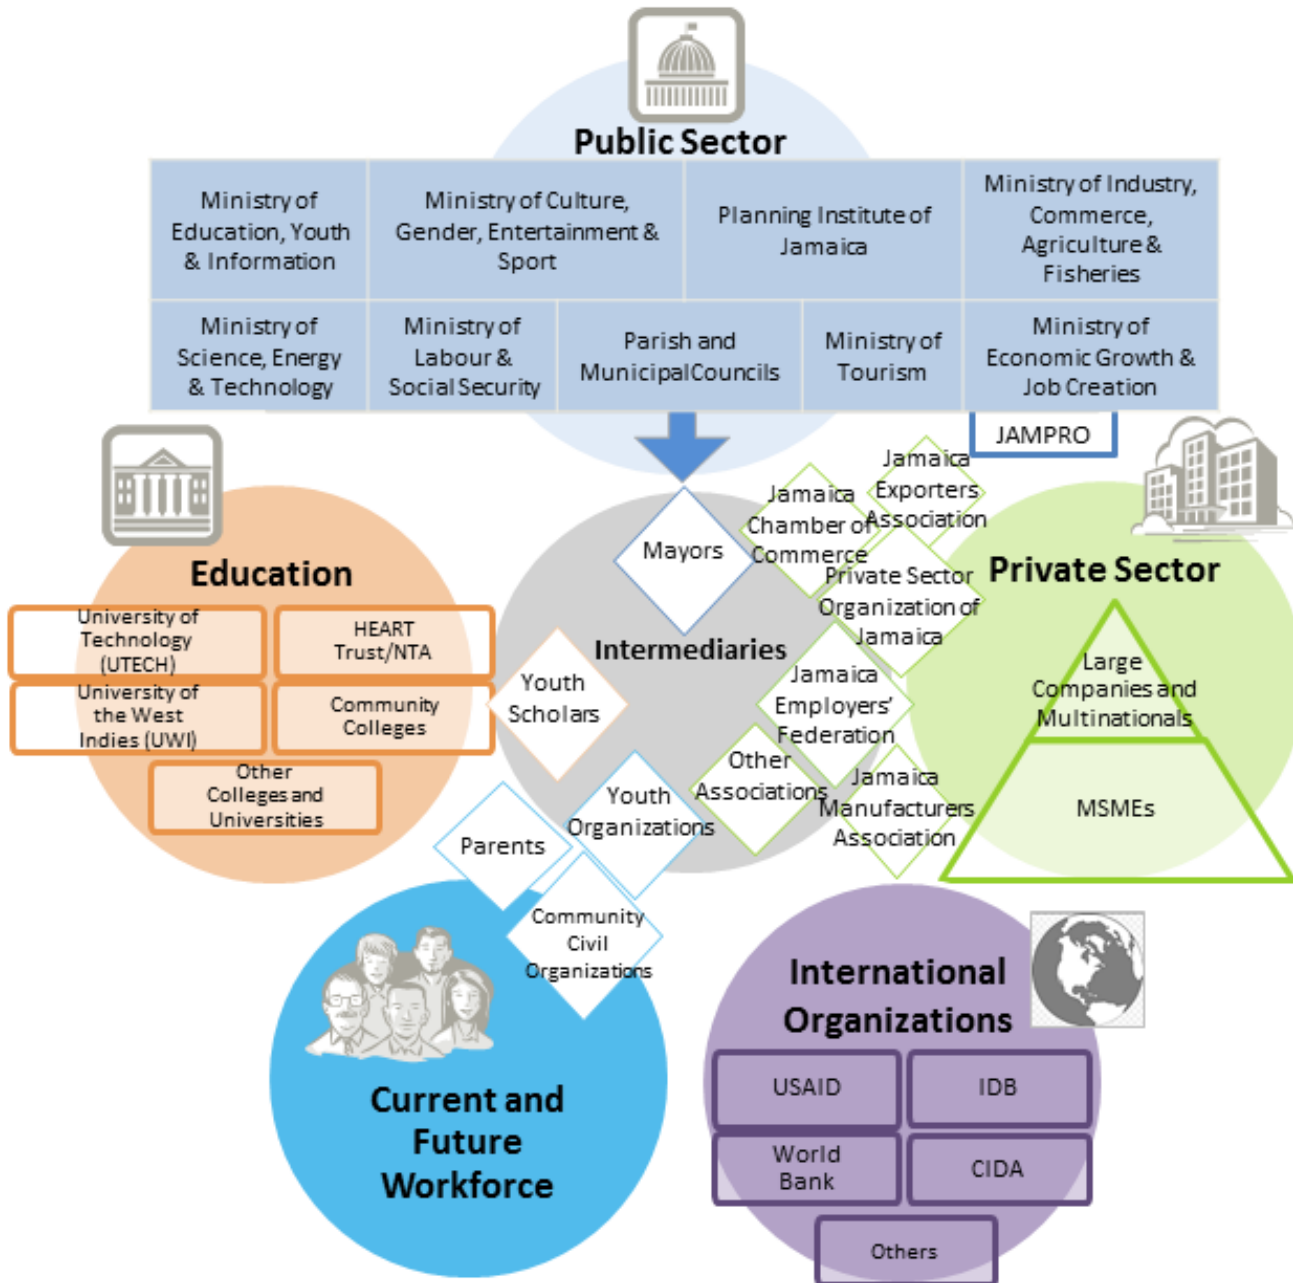 Public Sector
Ministry of
Education, Youth
& Information
Ministry of Culture,
Gender, Entertainment &
Sport
Planning Institute of
Jamaica
Ministry of Industry,
Commerce,
Agriculture &
Fisheries
Ministry of
Science, Energy
& Technology
Ministry of
Labour &
Social Security
Parish and
Municipal Councils
Ministry of
Tourism
Ministry of
Economic Growth &
Job Creation
JAMPRO
Education
University of
Technology
(UTECH)
HEART
Trust/NTA
University of
the West
Indies (UWI)
Community
Colleges
Other
Colleges and
Universities
Intermediaries
Mayors
Jamaica
Chamber of
Commerce
Jamaica
Exporters
Association
Private Sector
Organization of
Jamaica
Jamaica
Employers'
Federation
Other
Associations
Jamaica
Manufacturers
Association
Youth
Scholars
Youth
Organizations
Parents
Community
Civil
Organizations
Private Sector
Large
Companies and
Multinationals
MSMEs
Current and
Future
Workforce
International
Organizations
USAID
IDB
World
Bank
CIDA
Others